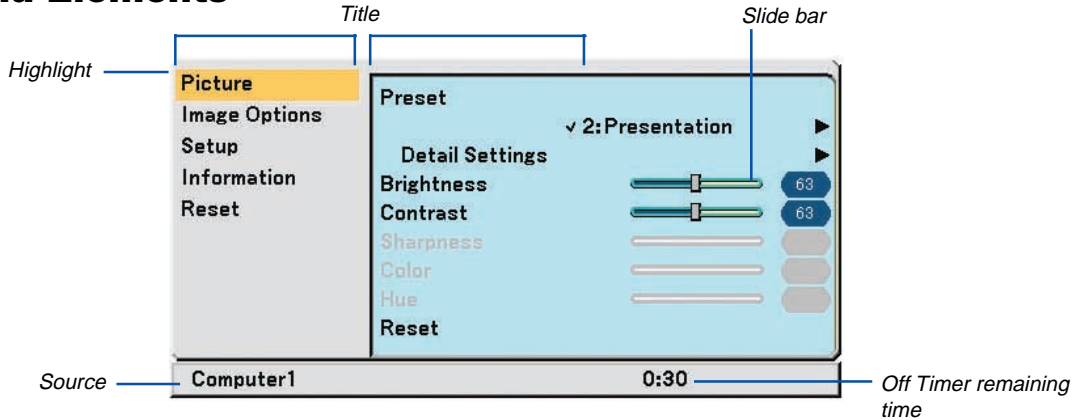 Elements
Title
Slide bar
Highlight
Picture
Image Options
Setup
Information
Reset
Preset
✓ 2:Presentation ▶
Detail Settings ▶
Brightness 63
Contrast 63
Sharpness
Color
Hue
Reset
Source
Computer1
0:30
Off Timer remaining
time